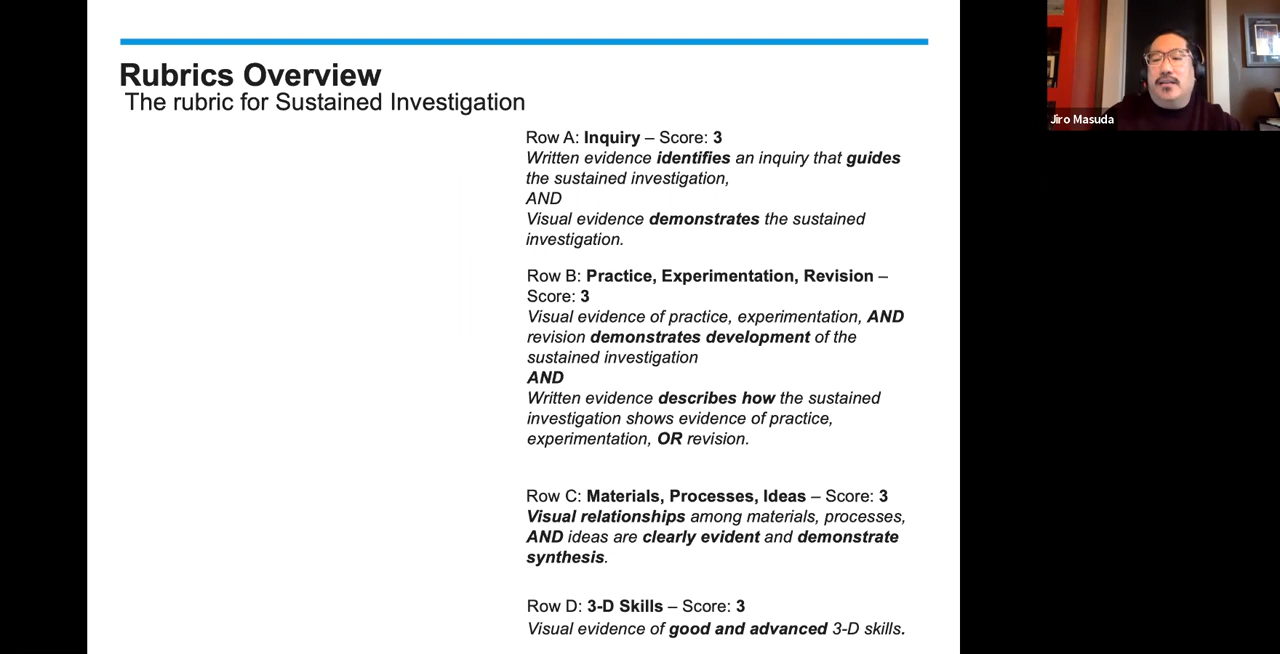 Rubrics Overview
The rubric for Sustained Investigation
Row A: Inquiry – Score: 3
Written evidence identifies an inquiry that guides
the sustained investigation,
AND
Visual evidence demonstrates the sustained
investigation.
Row B: Practice, Experimentation, Revision –
Score: 3
Visual evidence of practice, experimentation, AND
revision demonstrates development of the
sustained investigation
AND
Written evidence describes how the sustained
investigation shows evidence of practice,
experimentation, OR revision.
Row C: Materials, Processes, Ideas – Score: 3
Visual relationships among materials, processes,
AND ideas are clearly evident and demonstrate
synthesis.
Row D: 3-D Skills – Score: 3
Visual evidence of good and advanced 3-D skills.
Jiro Masuda